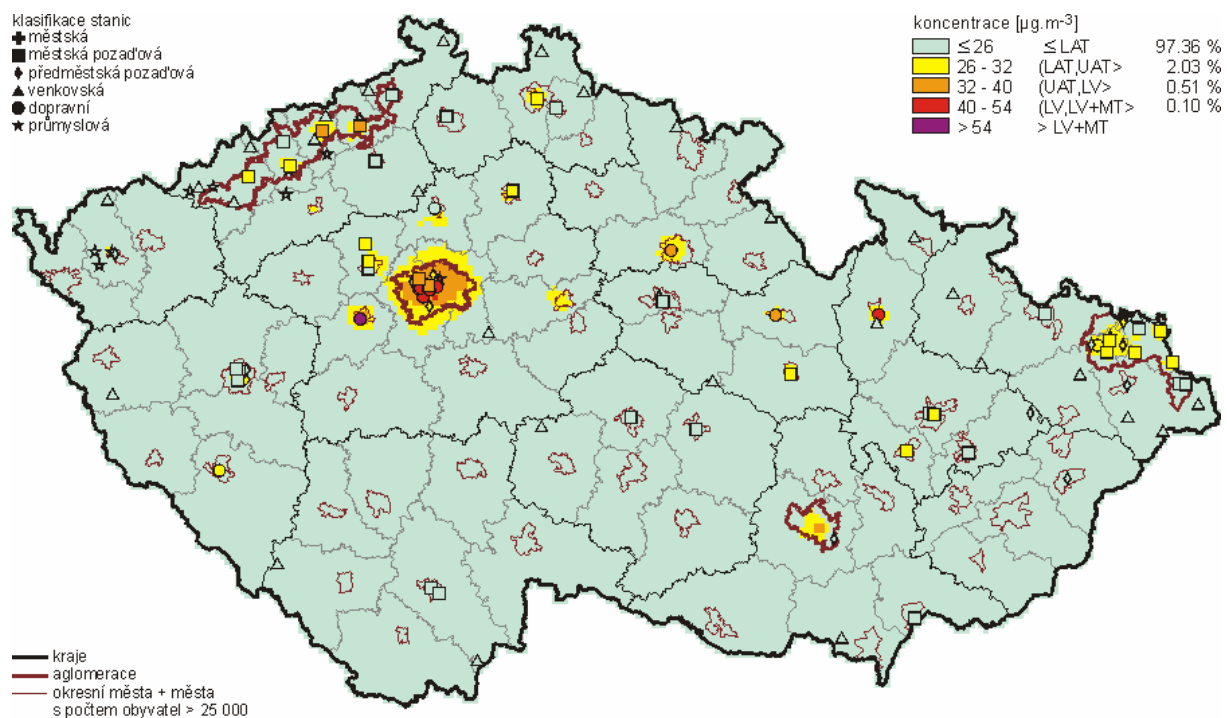 klasifikace stanic
městská
městská pozaďová
předměstská pozaďová
venkovská
dopravní
průmyslová
koncentrace [µg.m-3]
≤26 ≤LAT 97.36 %
26 - 32 (LAT,UAT> 2.03 %
32 - 40 (UAT,LV> 0.51 %
40 - 54 (LV,LV+MT> 0.10 %
> 54 > LV+MT
kraje
aglomerace
okresní města + města
s počtem obyvatel > 25 000